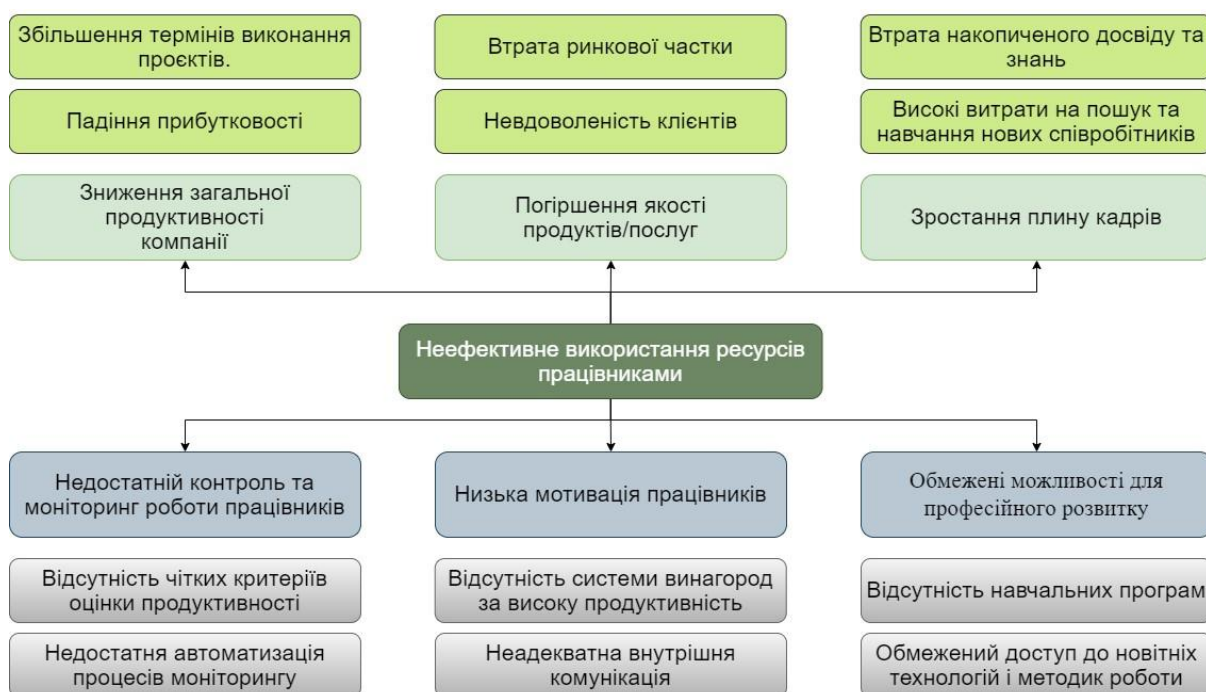 Збільшення термінів виконання
проєктів.
Втрата ринкової частки
Втрата накопиченого досвіду та
знань
Падіння прибутковості
Невдоволеність клієнтів
Високі витрати на пошук та
навчання нових співробітників
Зниження загальної
продуктивності
компанії
Погіршення якості
продуктів/послуг
Зростання плину кадрів
Неефективне використання ресурсів
працівниками
Недостатній контроль та
моніторинг роботи працівників
Низька мотивація працівників
Обмежені можливості для
професійного розвитку
Відсутність чітких критеріїв
оцінки продуктивності
Відсутність системи винагород
за високу продуктивність
Відсутність навчальних програм
Недостатня автоматизація
процесів моніторингу
Неадекватна внутрішня
комунікація
Обмежений доступ до новітніх
технологій і методик роботи